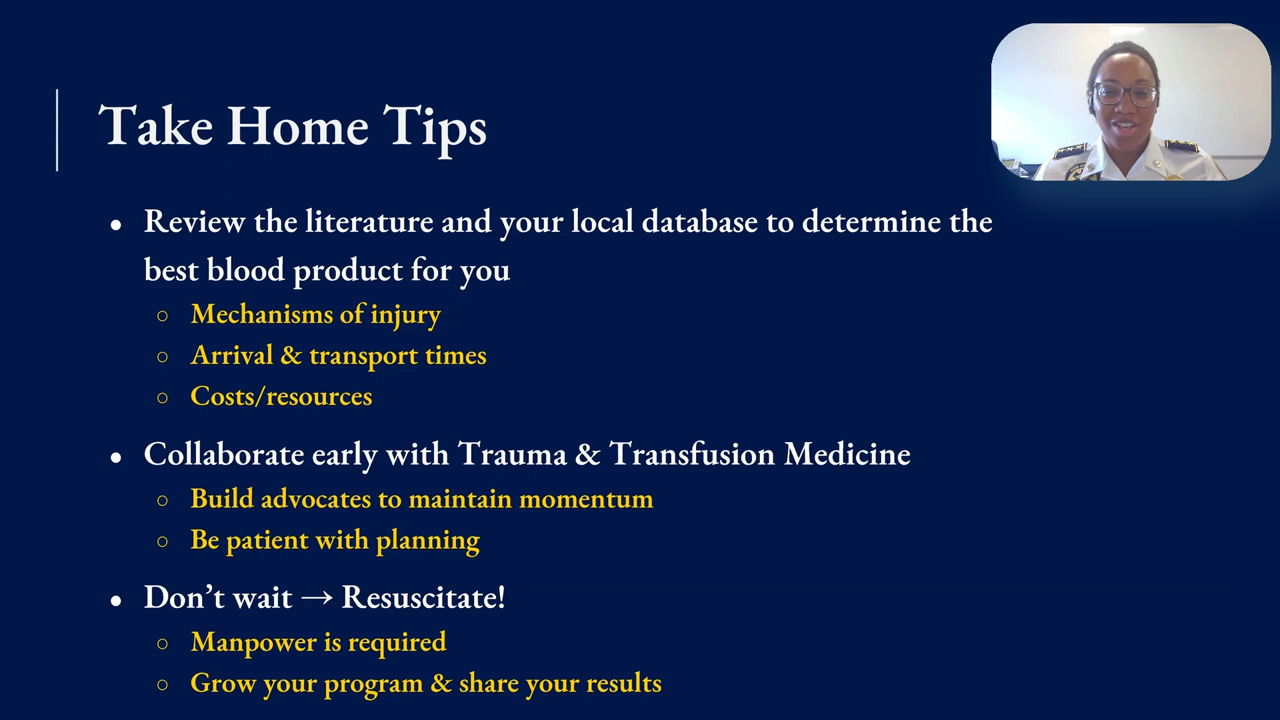 Take Home Tips
● Review the literature and your local database to determine the
best blood product for you
○ Mechanisms of injury
○ Arrival & transport times
○ Costs/resources
● Collaborate early with Trauma & Transfusion Medicine
○ Build advocates to maintain momentum
○ Be patient with planning
● Don’t wait → Resuscitate!
○ Manpower is required
○ Grow your program & share your results